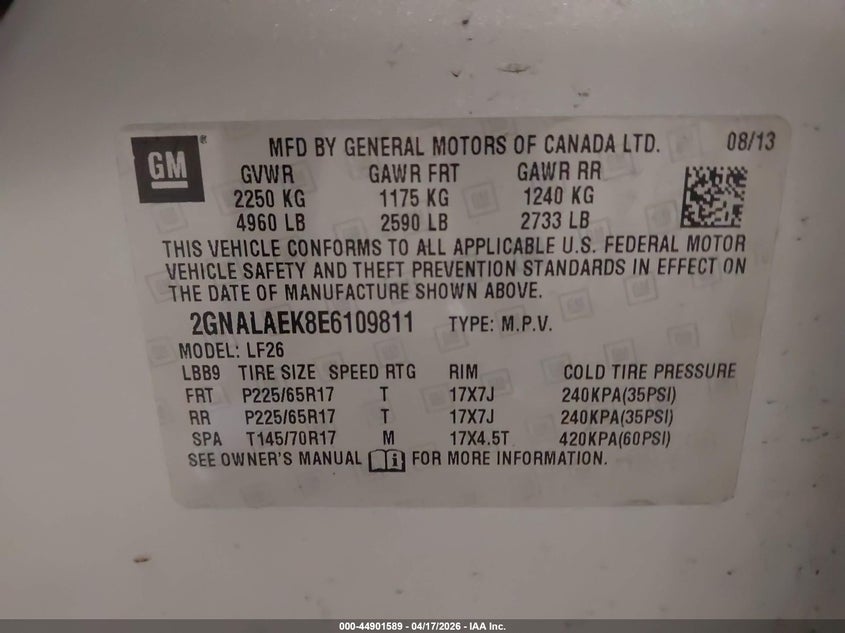 GM ® MFD BY GENERAL MOTORS OF CANADA LTD. 08/13
GVWR GAWR FRT GAWR RR
2250 KG 1175 KG 1240 KG
4960 LB 2590 LB 2733 LB
THIS VEHICLE CONFORMS TO ALL APPLICABLE U.S. FEDERAL MOTOR
VEHICLE SAFETY AND THEFT PREVENTION STANDARDS IN EFFECT ON
THE DATE OF MANUFACTURE SHOWN ABOVE.
2GNALAEK8E6109811 TYPE: M.P.V.
MODEL: LF26
LBB9 TIRE SIZE SPEED RTG RIM COLD TIRE PRESSURE
FRT P225/65R17 T 17X7J 240KPA(35PSI)
RR P225/65R17 T 17X7J 240KPA(35PSI)
SPA T145/70R17 M 17X4.5T 420KPA(60PSI)
SEE OWNER'S MANUAL i FOR MORE INFORMATION.
000-44901589 - 04/17/2026 - IAA Inc.